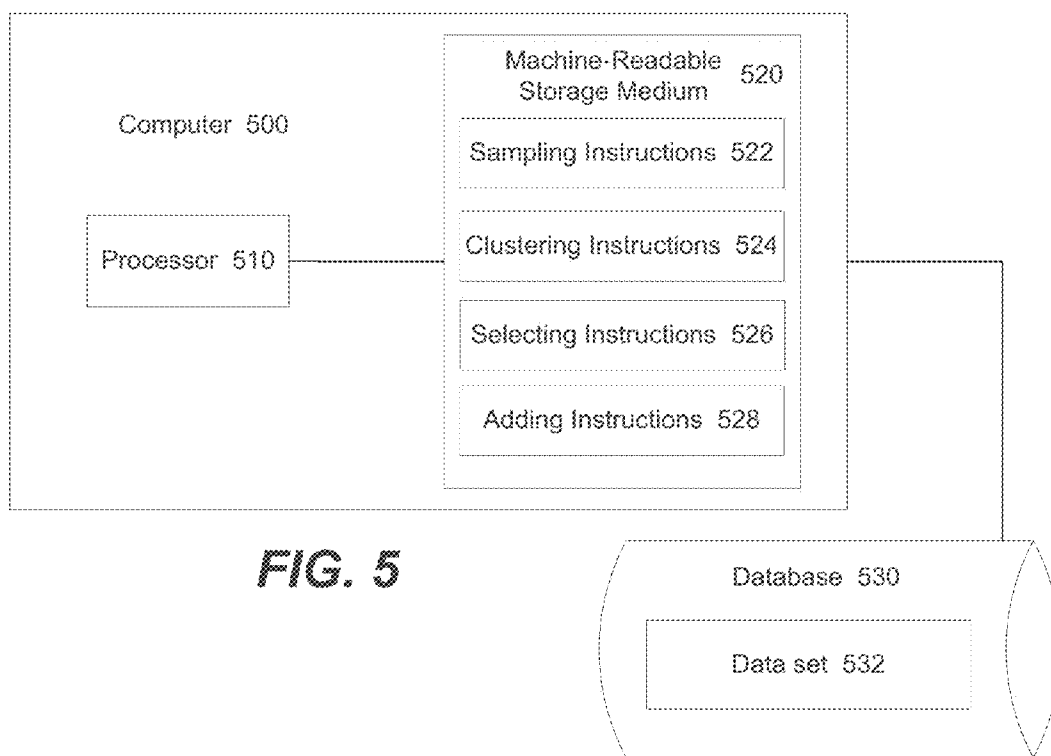 Machine-Readable
Storage Medium 520
Computer 500
Sampling Instructions 522
Processor 510
Clustering Instructions 524
Selecting Instructions 526
Adding Instructions 528
FIG. 5
Database 530
Data set 532